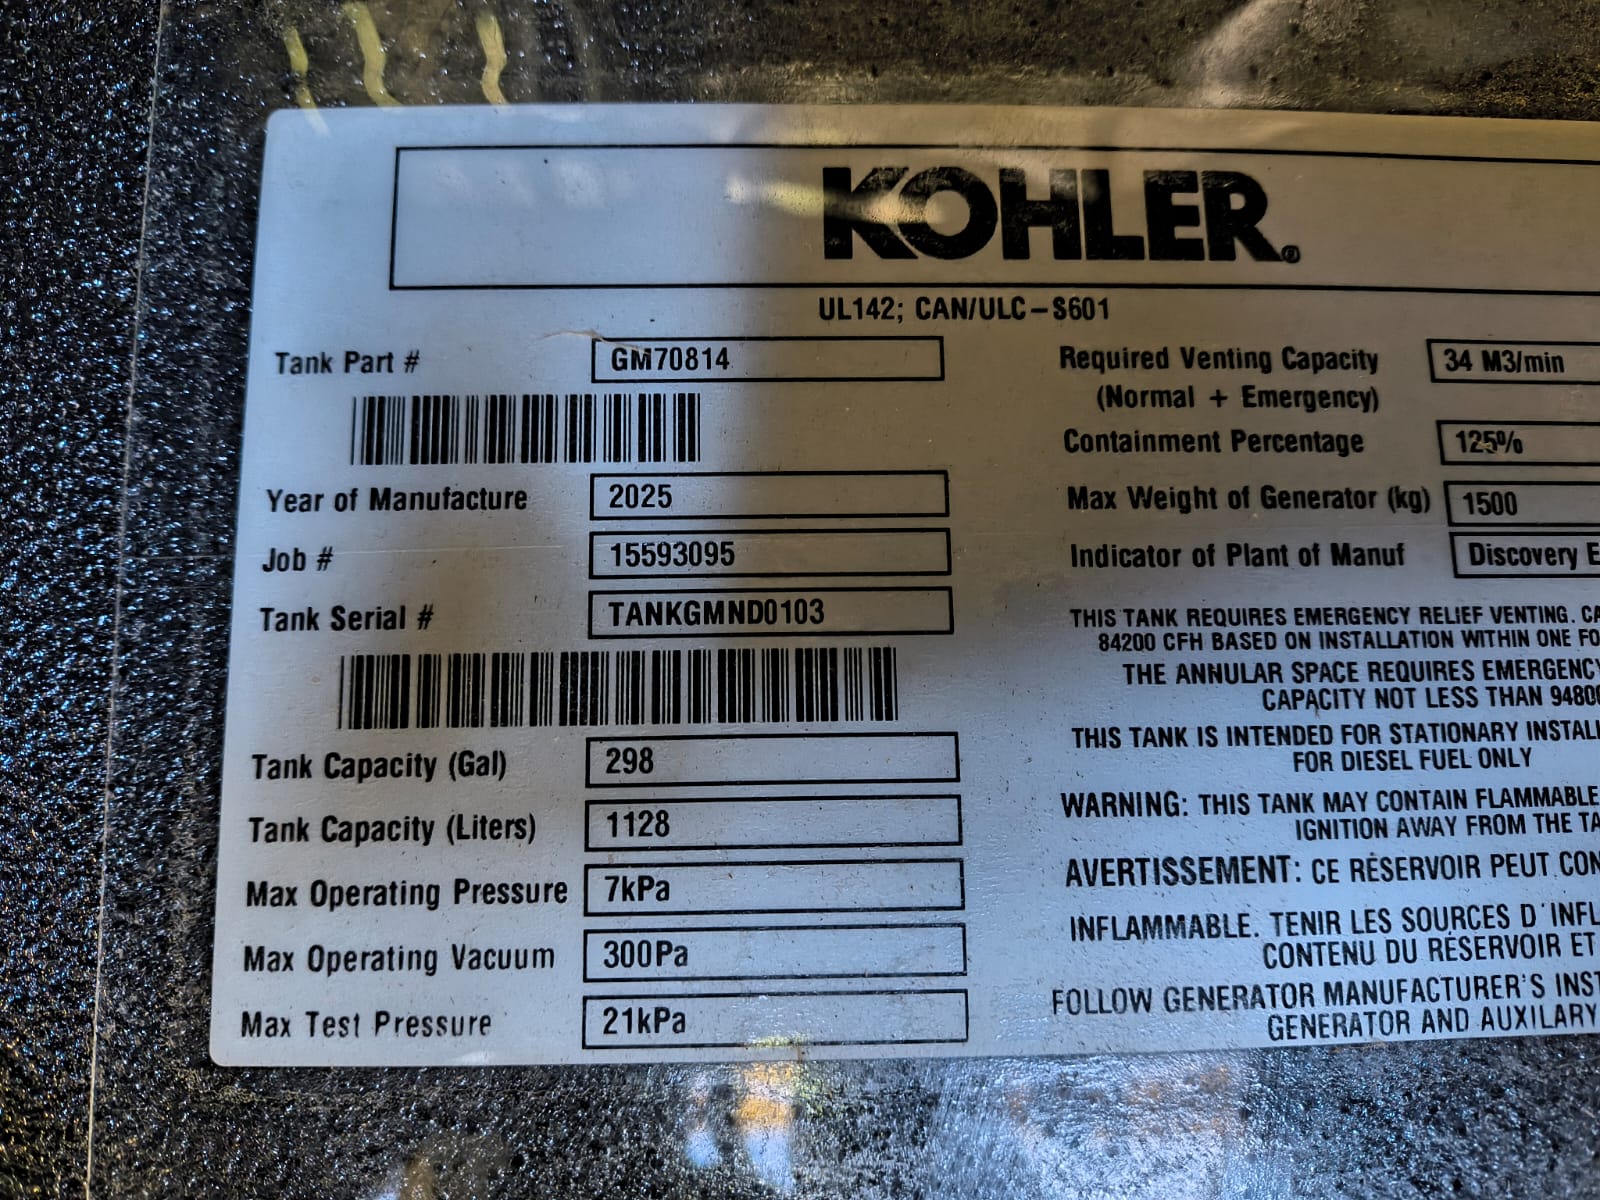 KOHLER®
UL142; CAN/ULC-S601
Tank Part # GM70814
Year of Manufacture 2025
Job # 15593095
Tank Serial # TANKGMND0103
Tank Capacity (Gal) 298
Tank Capacity (Liters) 1128
Max Operating Pressure 7kPa
Max Operating Vacuum 300Pa
Max Test Pressure 21kPa
Required Venting Capacity 34 M3/min
(Normal + Emergency)
Containment Percentage 125%
Max Weight of Generator (kg) 1500
Indicator of Plant of Manuf Discovery
THIS TANK REQUIRES EMERGENCY RELIEF VENTING.
84200 CFH BASED ON INSTALLATION WITHIN ONE
THE ANNULAR SPACE REQUIRES EMERGENCY
CAPACITY NOT LESS THAN
THIS TANK IS INTENDED FOR STATIONARY
FOR DIESEL FUEL ONLY
WARNING: THIS TANK MAY CONTAIN FLAMMABLE
IGNITION AWAY FROM THE
AVERTISSEMENT: CE RÉSERVOIR PEUT
INFLAMMABLE. TENIR LES SOURCES
CONTENU DU RÉSERVOIR ET
FOLLOW GENERATOR MANUFACTURER'S
GENERATOR AND AUXILARY